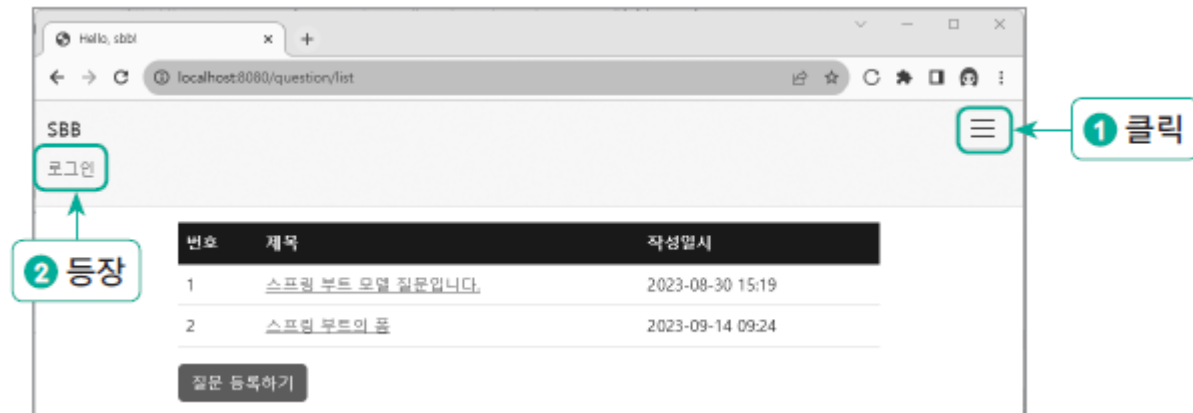 Hello, sbb!
localhost:8080/question/list
SBB
1 클릭
로그인
2 등장
번호 제목 작성일시
1 스프링 부트 모델 질문입니다. 2023-08-30 15:19
2 스프링 부트의 폼 2023-09-14 09:24
질문 등록하기